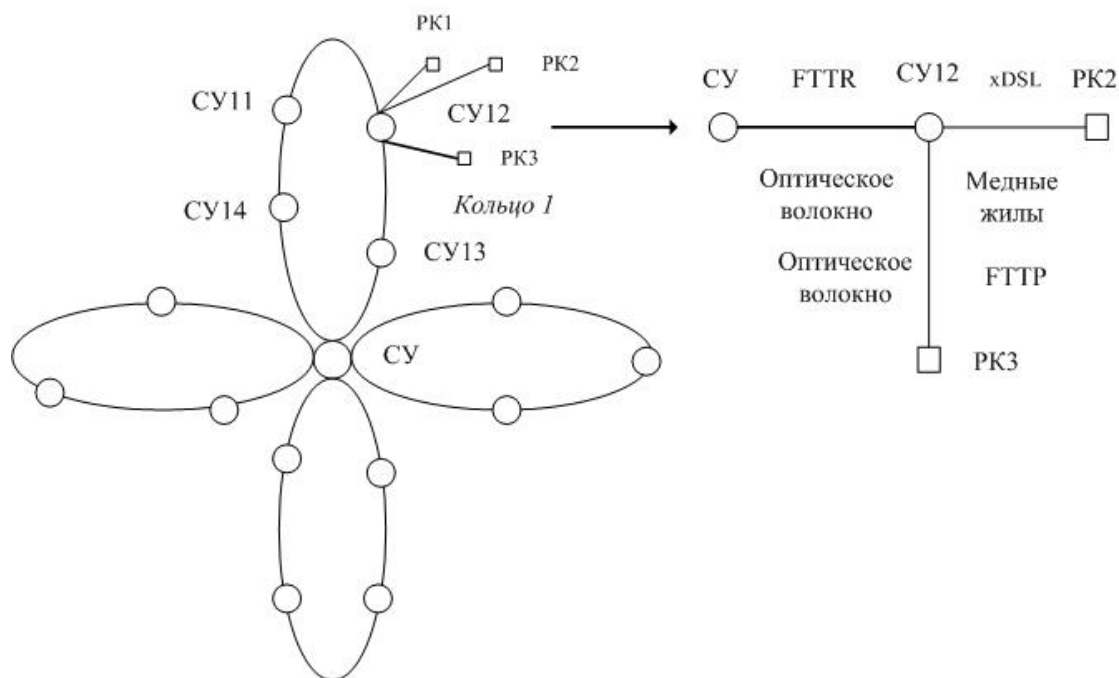 РК1
РК2
СУ11
СУ12
РК3
СУ14
Кольцо 1
СУ13
СУ
СУ
FTTR
СУ12
xDSL
РК2
Оптическое
волокно
Медные
жилы
Оптическое
волокно
FTTP
РК3